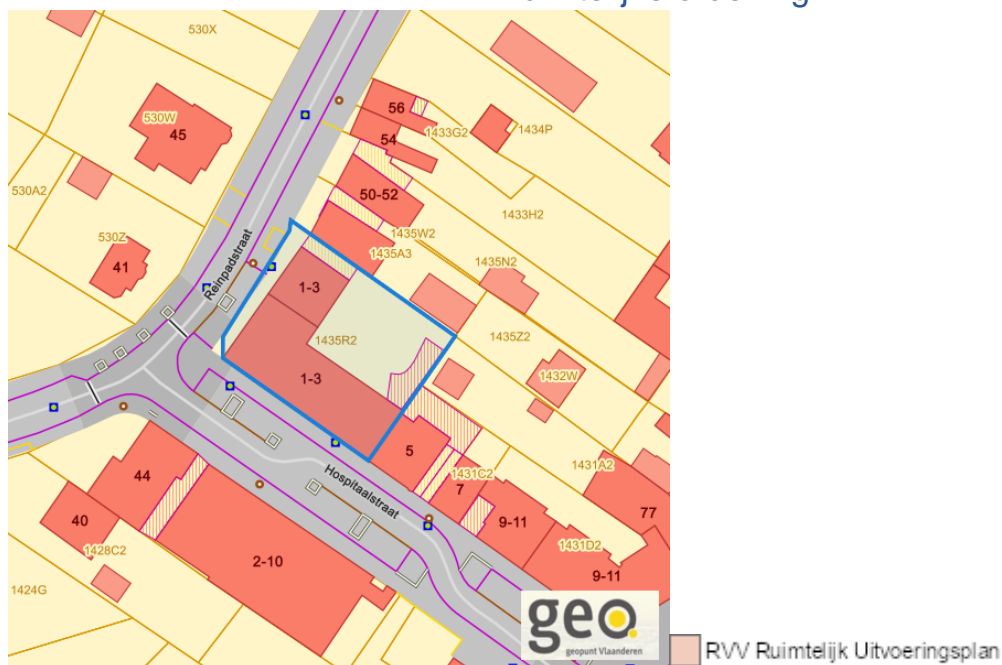 530X
56
530W
45
1433G2
1434P
54
530A2
50-52
1433H2
1435W2
530Z
Reinpadstraat
1435A3
1435N2
41
1-3
1435R2
1435Z2
1-3
1432W
5
44
Hospitaalstraat
1431C2
1431A2
7
40
9-11
77
1428C2
2-10
1431D2
9-11
1424G
geo
geopunt Vlaanderen
RVV Ruimtelijk Uitvoeringsplan